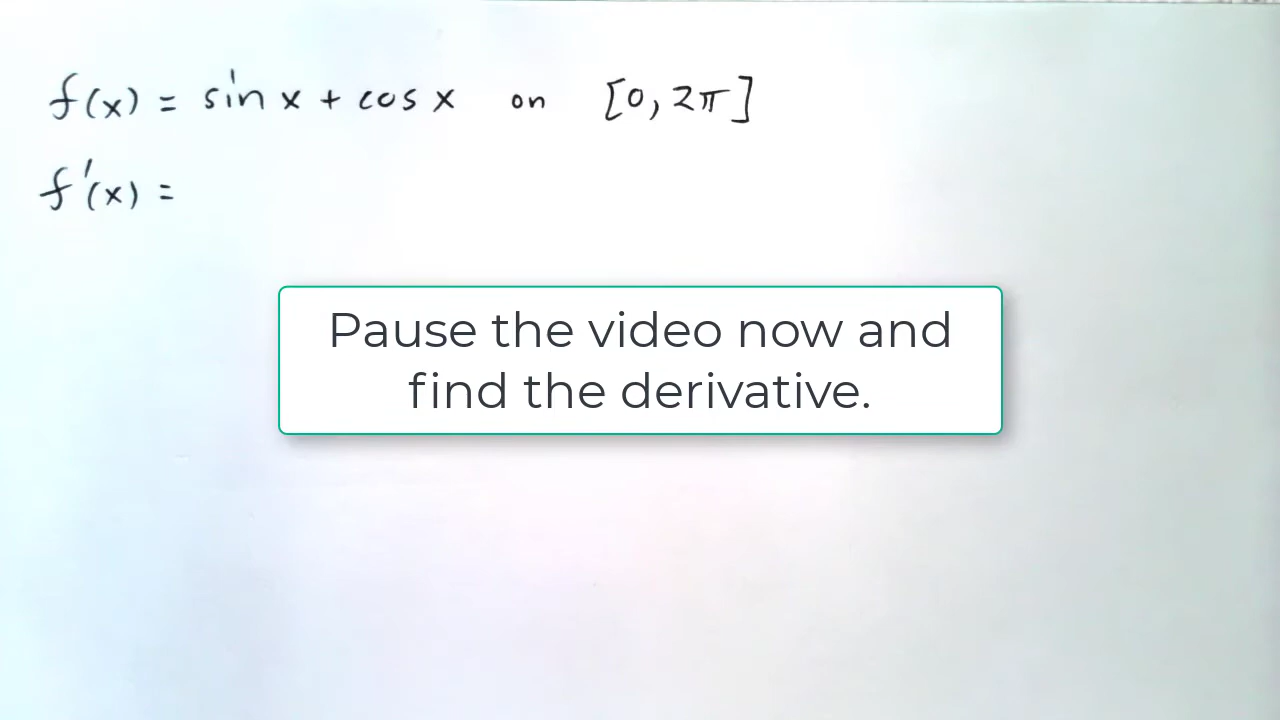 f(x) = sin x + cos x on [0, 2π]
f'(x) =
Pause the video now and
find the derivative.